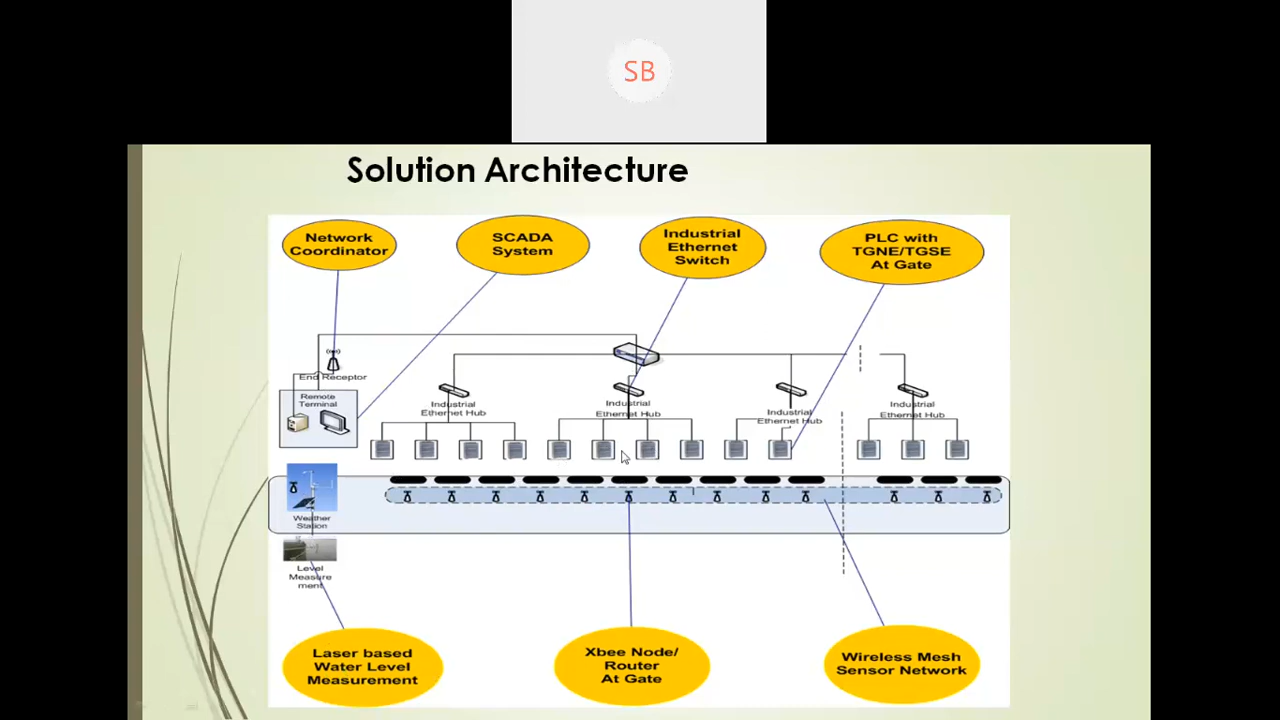 SB
Solution Architecture
Network
Coordinator
SCADA
System
Industrial
Ethernet
Switch
PLC with
TGNE/TGSE
At Gate
End Receptor
Remote
Terminal
Industrial
Ethernet Hub
Industrial
Ethernet Hub
Industrial
Ethernet Hub
Industrial
Ethernet Hub
Weather
Station
Level
Measure
ment
Laser based
Water Level
Measurement
Xbee Node/
Router
At Gate
Wireless Mesh
Sensor Network